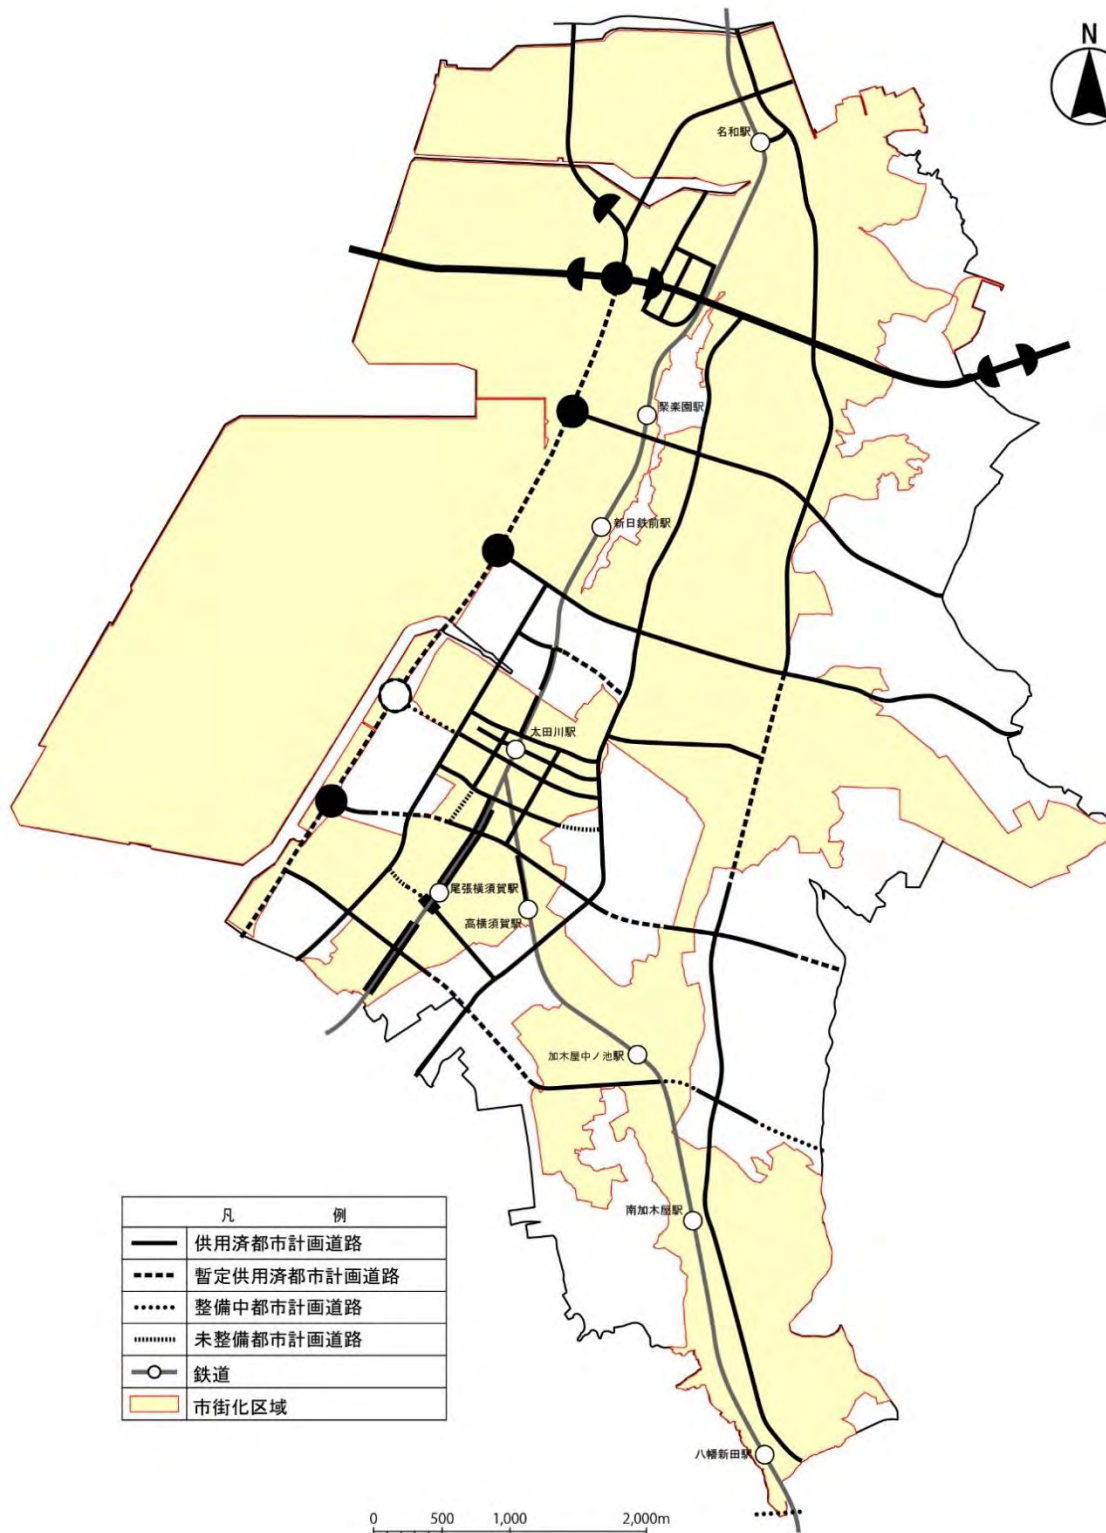 N
名和駅
聚楽園駅
新日鉄前駅
太田川駅
尾張横須賀駅
高横須賀駅
加木屋中ノ池駅
南加木屋駅
八幡新田駅
凡 例
供用済都市計画道路
暫定供用済都市計画道路
整備中都市計画道路
未整備都市計画道路
鉄道
市街化区域
0 500 1,000 2,000m